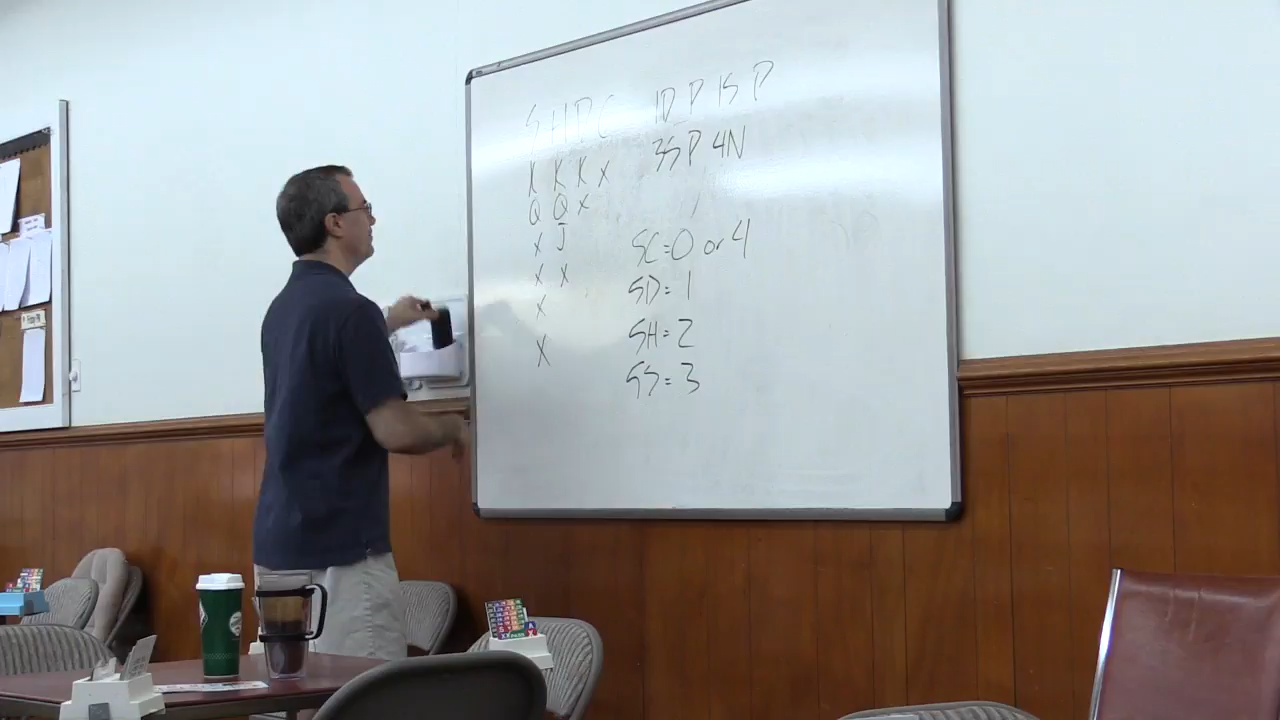 S H D C
K K K X
Q Q X
X J
X X
X
X
1D P 1S P
3S P 4N
5C=0 or 4
5D=1
5H=2
5S=3